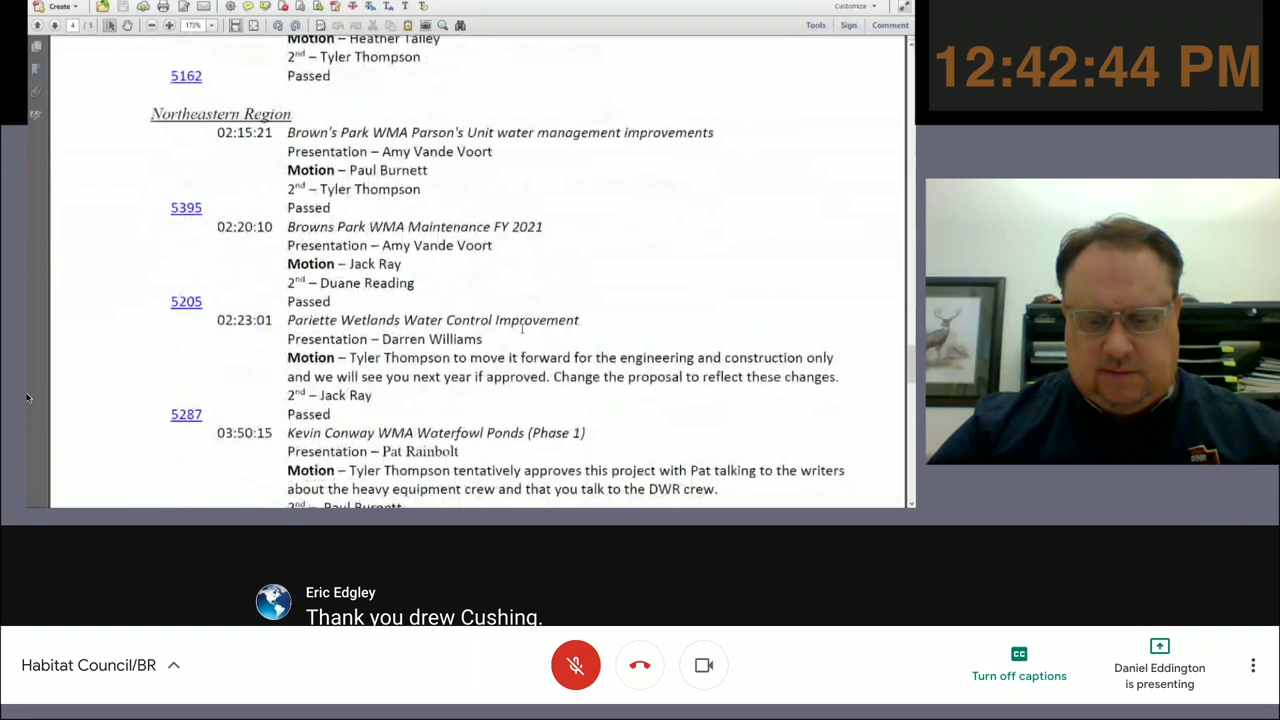 Create
Customize
4 / 5
173%
Tools
Sign
Comment
12:42:44 PM
Motion – Heather Talley
2nd – Tyler Thompson
5162 Passed
Northeastern Region
02:15:21 Brown's Park WMA Parson's Unit water management improvements
Presentation – Amy Vande Voort
Motion – Paul Burnett
2nd – Tyler Thompson
5395 Passed
02:20:10 Browns Park WMA Maintenance FY 2021
Presentation – Amy Vande Voort
Motion – Jack Ray
2nd – Duane Reading
5205 Passed
02:23:01 Pariette Wetlands Water Control Improvement
Presentation – Darren Williams
Motion – Tyler Thompson to move it forward for the engineering and construction only
and we will see you next year if approved. Change the proposal to reflect these changes.
2nd – Jack Ray
5287 Passed
03:50:15 Kevin Conway WMA Waterfowl Ponds (Phase 1)
Presentation – Pat Rainbolt
Motion – Tyler Thompson tentatively approves this project with Pat talking to the writers
about the heavy equipment crew and that you talk to the DWR crew.
2nd – Paul Burnett
Eric Edgley
Thank you drew Cushing.
Habitat Council/BR
CC
Turn off captions
Daniel Eddington
is presenting